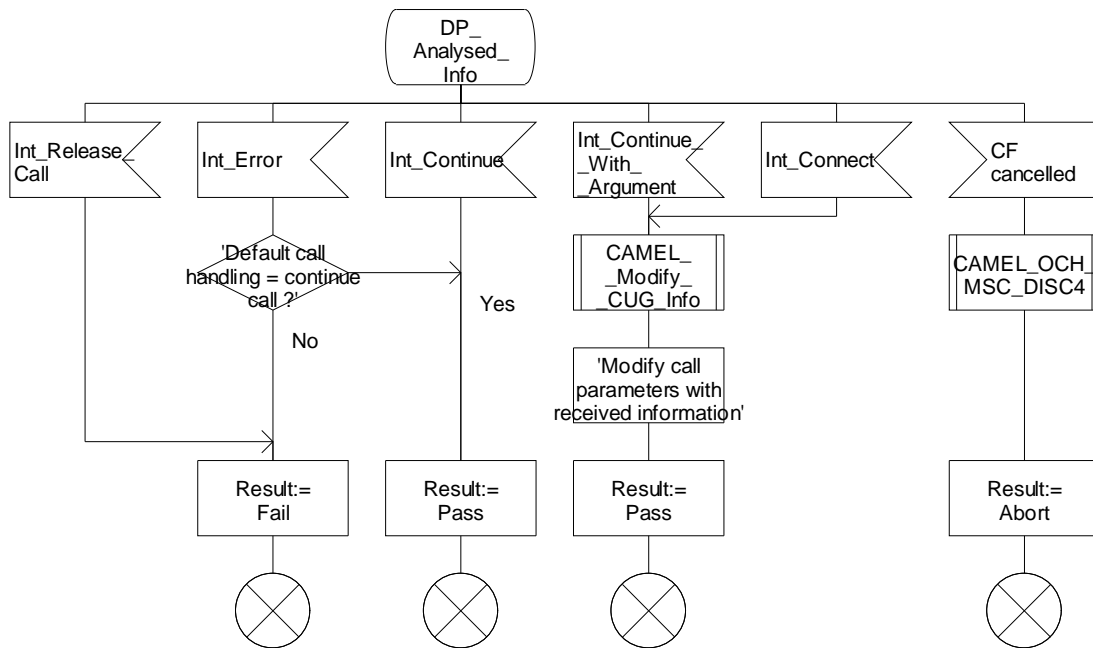 DP_
Analysed_
Info
Int_Release_
Call
Int_Error
Int_Continue
Int_Continue_
_With_
_Argument
Int_Connect
CF
cancelled
'Default call
handling = continue
call ?'
Yes
No
CAMEL_
_Modify_
_CUG_Info
CAMEL_OCH_
MSC_DISC4
'Modify call
parameters with
received information'
Result:=
Fail
Result:=
Pass
Result:=
Pass
Result:=
Abort